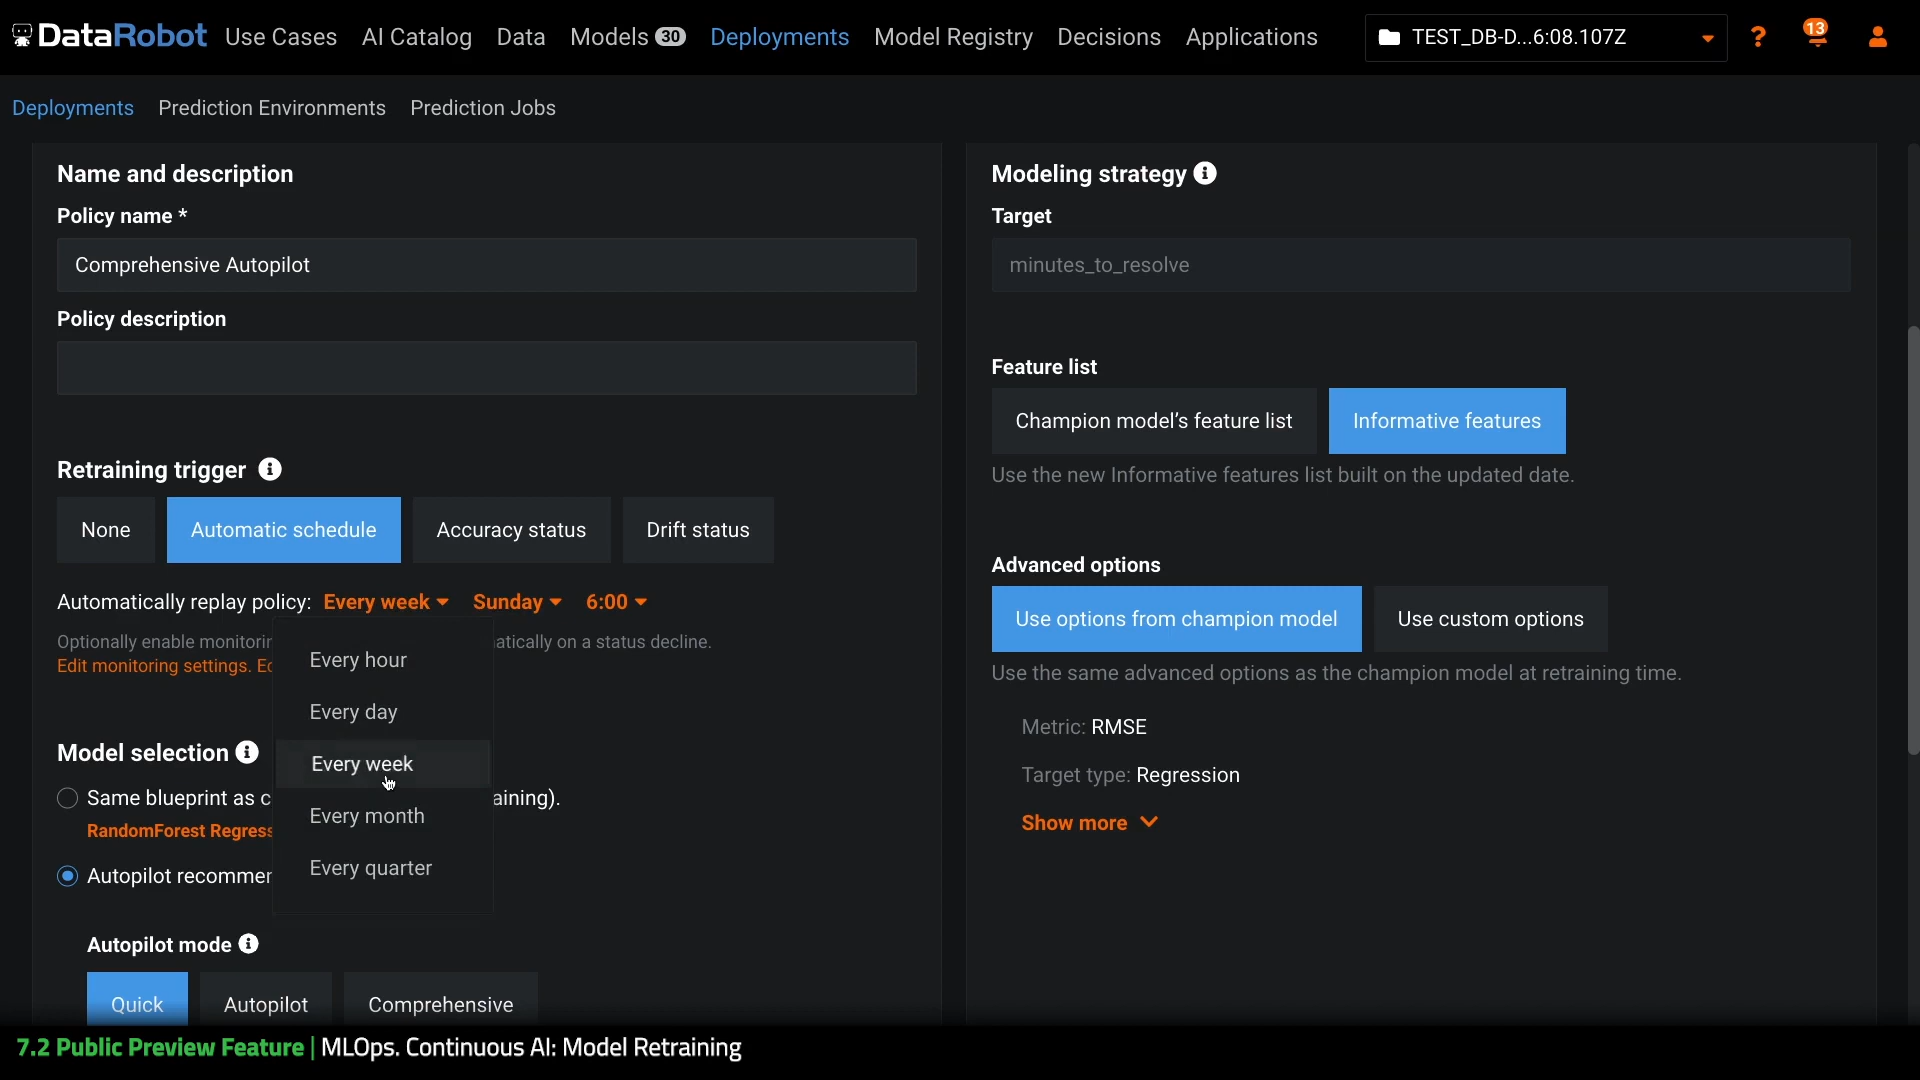 DataRobot Use Cases AI Catalog Data Models 30 Deployments Model Registry Decisions Applications TEST_DB-D...6:08.107Z ? 13
Deployments Prediction Environments Prediction Jobs
Name and description
Policy name *
Comprehensive Autopilot
Policy description
Retraining trigger
None Automatic schedule Accuracy status Drift status
Automatically replay policy: Every week Sunday 6:00
Optionally enable monitorin atically on a status decline.
Edit monitoring settings.
Every hour
Every day
Every week
Every month
Every quarter
Model selection
Same blueprint as c aining).
RandomForest Regress
Autopilot recommen
Autopilot mode
Quick Autopilot Comprehensive
Modeling strategy
Target
minutes_to_resolve
Feature list
Champion model's feature list Informative features
Use the new Informative features list built on the updated date.
Advanced options
Use options from champion model Use custom options
Use the same advanced options as the champion model at retraining time.
Metric: RMSE
Target type: Regression
Show more
7.2 Public Preview Feature | MLOps. Continuous AI: Model Retraining